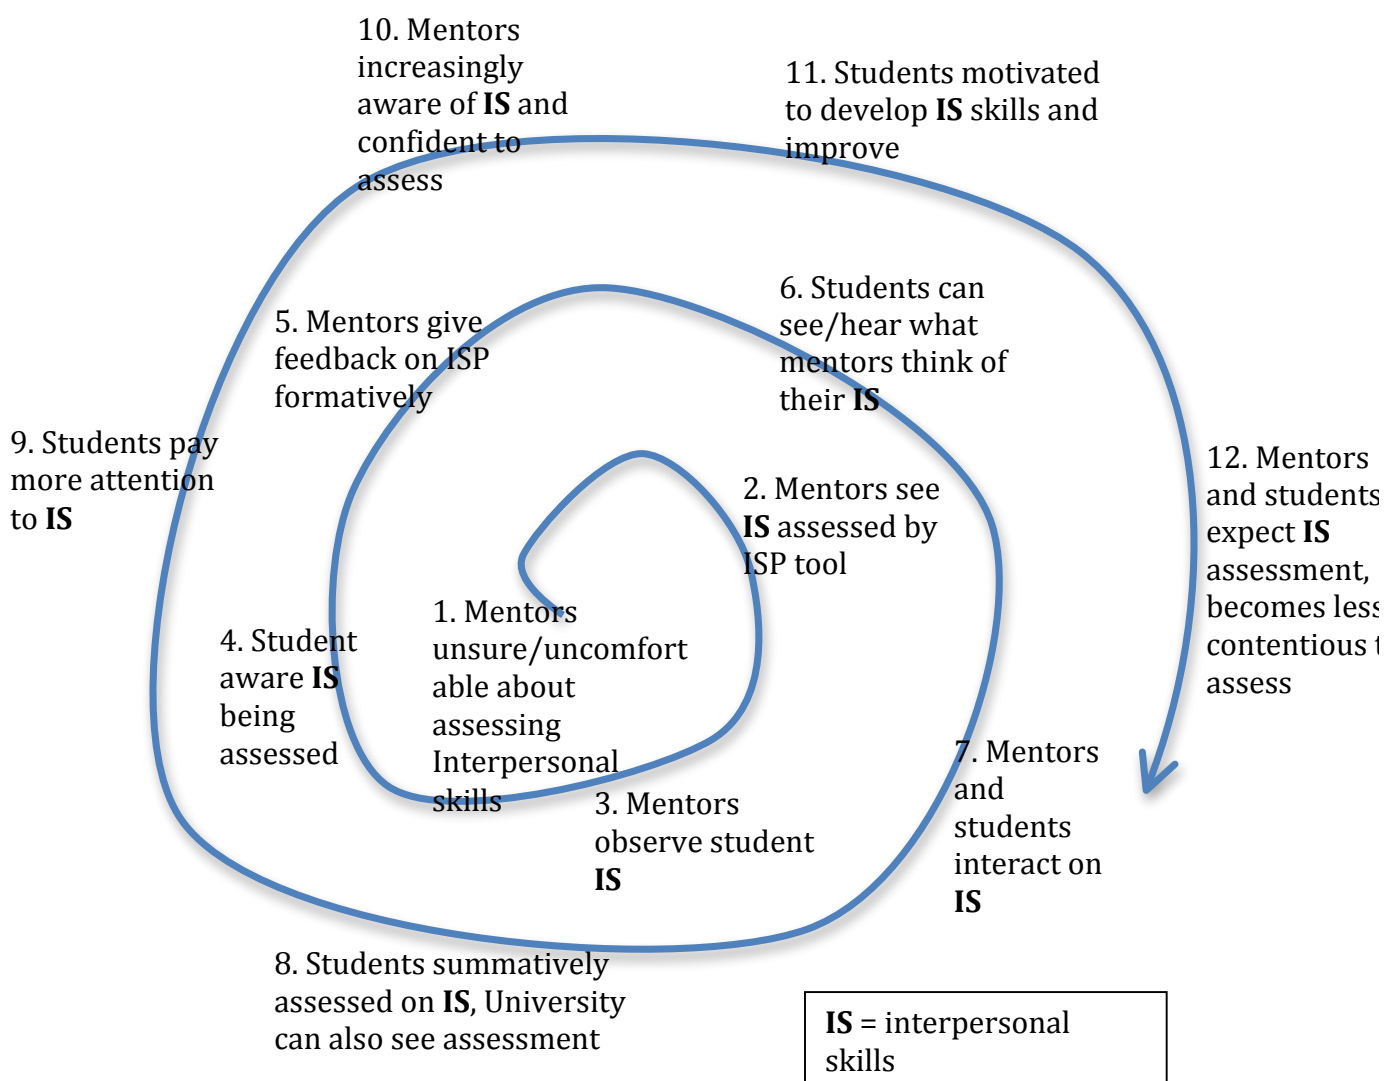 1. Mentors
unsure/uncomfort
able about
assessing
Interpersonal
skills
2. Mentors see
IS assessed by
ISP tool
3. Mentors
observe student
IS
4. Student
aware IS
being
assessed
5. Mentors give
feedback on ISP
formatively
6. Students can
see/hear what
mentors think of
their IS
7. Mentors
and
students
interact on
IS
8. Students summatively
assessed on IS, University
can also see assessment
9. Students pay
more attention
to IS
10. Mentors
increasingly
aware of IS and
confident to
assess
11. Students motivated
to develop IS skills and
improve
12. Mentors
and students
expect IS
assessment,
becomes less
contentious
assess
IS = interpersonal
skills